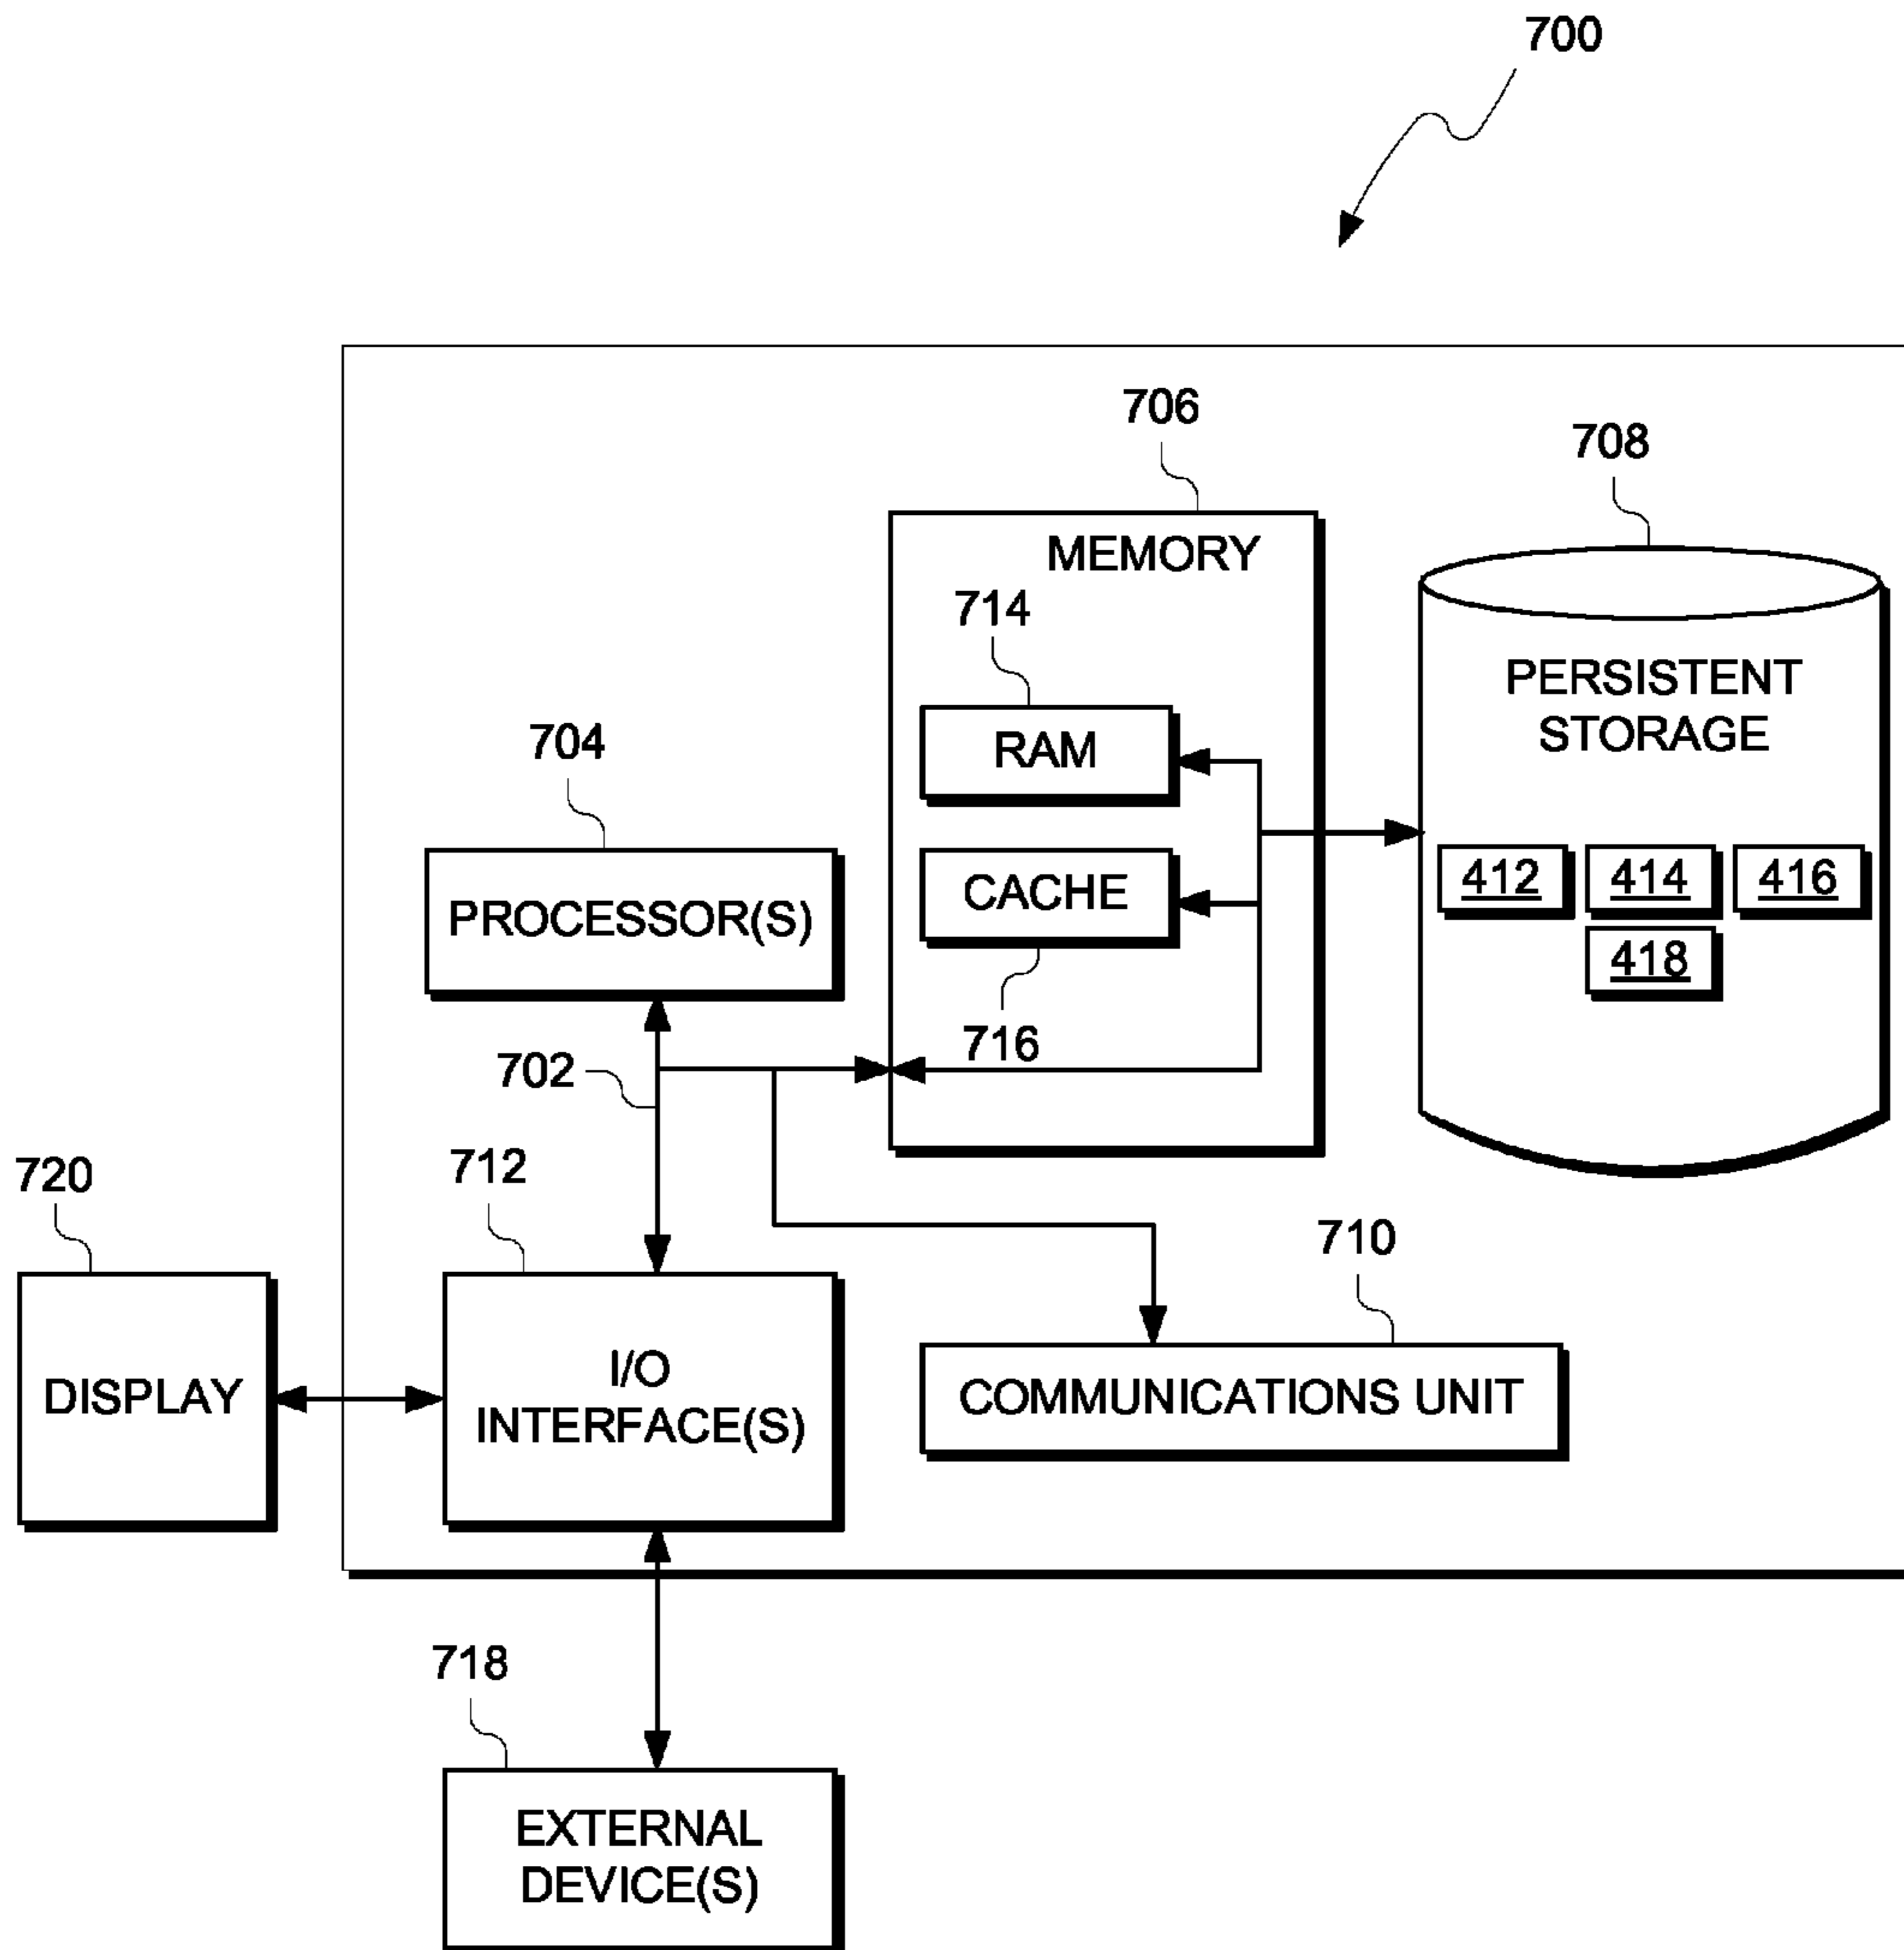 700
706
708
MEMORY
714
PERSISTENT
STORAGE
704
RAM
CACHE
412
414
416
PROCESSOR(S)
418
716
702
720
712
710
DISPLAY
I/O
INTERFACE(S)
COMMUNICATIONS UNIT
718
EXTERNAL
DEVICE(S)